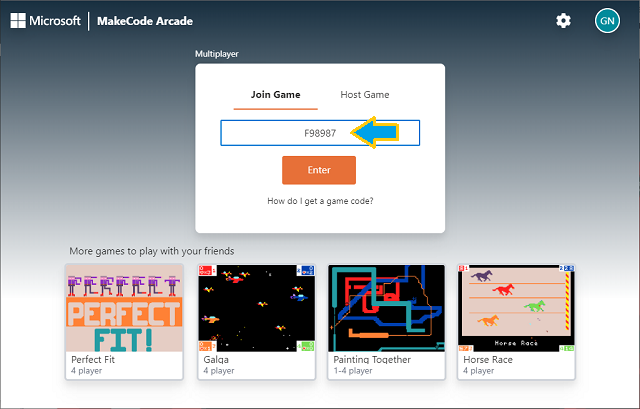 Microsoft | MakeCode Arcade
GN
Multiplayer
Join Game Host Game
F98987
Enter
How do I get a game code?
More games to play with your friends
PERFECT
FIT!
Horse Race
Perfect Fit
4 player
Galga
4 player
Painting Together
1-4 player
Horse Race
4 player